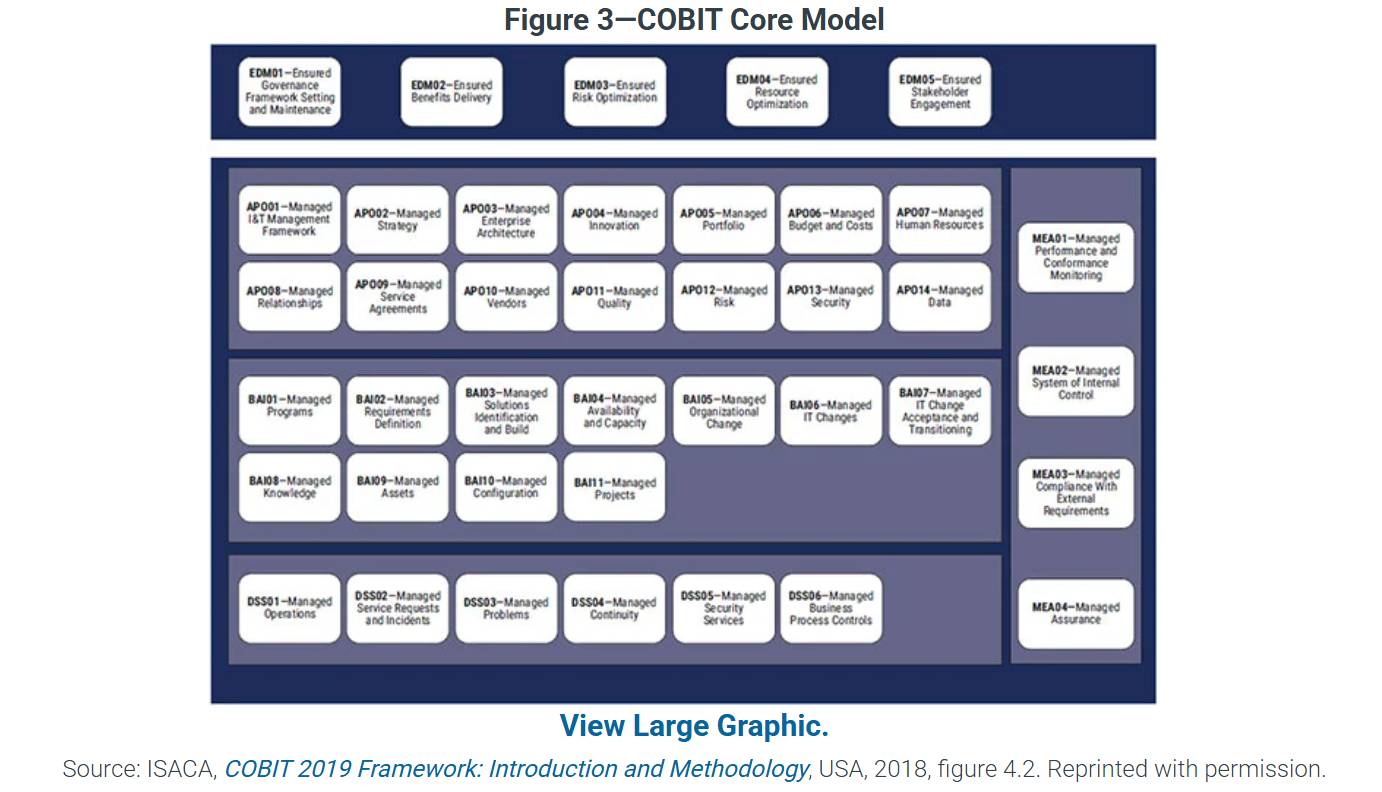 Figure 3—COBIT Core Model
EDM01—Ensured
Governance
Framework Setting
and Maintenance
EDM02—Ensured
Benefits Delivery
EDM03—Ensured
Risk Optimization
EDM04—Ensured
Resource
Optimization
EDM05—Ensured
Stakeholder
Engagement
APO01—Managed
I&T Management
Framework
APO02—Managed
Strategy
APO03—Managed
Enterprise
Architecture
APO04—Managed
Innovation
APO05—Managed
Portfolio
APO06—Managed
Budget and Costs
APO07—Managed
Human Resources
APO08—Managed
Relationships
APO09—Managed
Service
Agreements
APO10—Managed
Vendors
APO11—Managed
Quality
APO12—Managed
Risk
APO13—Managed
Security
APO14—Managed
Data
BAI01—Managed
Programs
BAI02—Managed
Requirements
Definition
BAI03—Managed
Solutions
Identification
and Build
BAI04—Managed
Availability
and Capacity
BAI05—Managed
Organizational
Change
BAI06—Managed
IT Changes
BAI07—Managed
IT Change
Acceptance and
Transitioning
BAI08—Managed
Knowledge
BAI09—Managed
Assets
BAI10—Managed
Configuration
BAI11—Managed
Projects
DSS01—Managed
Operations
DSS02—Managed
Service Requests
and Incidents
DSS03—Managed
Problems
DSS04—Managed
Continuity
DSS05—Managed
Security
Services
DSS06—Managed
Business
Process Controls
MEA01—Managed
Performance and
Conformance
Monitoring
MEA02—Managed
System of Internal
Control
MEA03—Managed
Compliance With
External
Requirements
MEA04—Managed
Assurance
View Large Graphic.
Source: ISACA, COBIT 2019 Framework: Introduction and Methodology, USA, 2018, figure 4.2. Reprinted with permission.